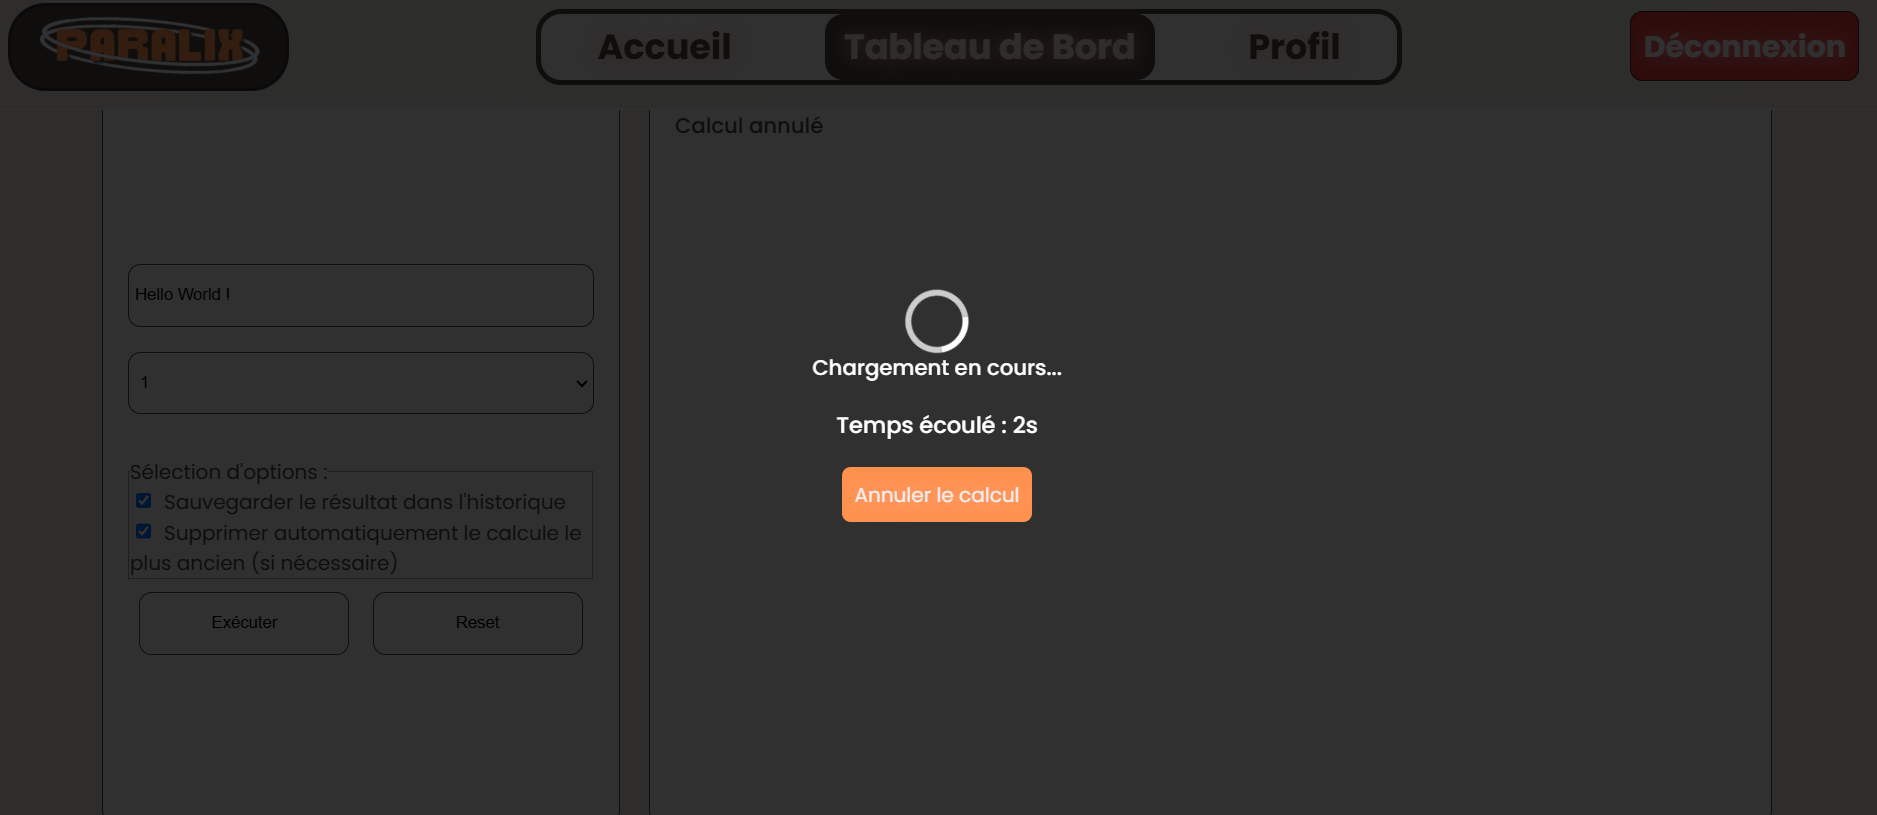 PARALIX
Accueil
Tableau de Bord
Profil
Déconnexion
Calcul annulé
Hello World !
1
Sélection d'options :
Sauvegarder le résultat dans l'historique
Supprimer automatiquement le calcule le
plus ancien (si nécessaire)
Exécuter
Reset
Chargement en cours...
Temps écoulé : 2s
Annuler le calcul